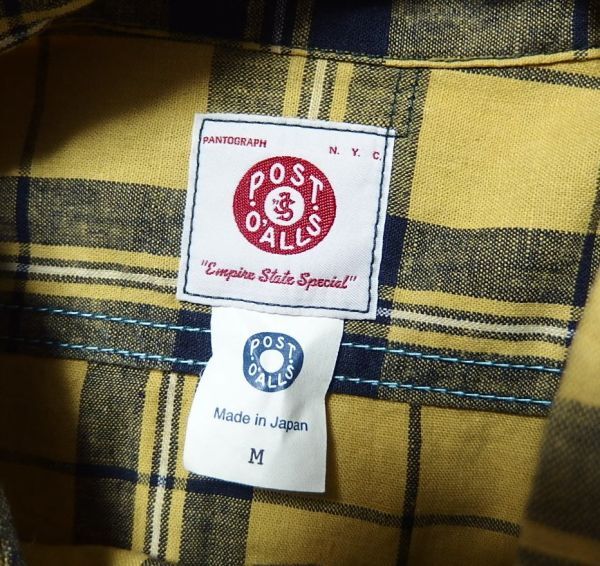 PANTOGRAPH N. Y. C.
POST
O'ALLS
"Empire State Special"
POST
O'ALLS
Made in Japan
M